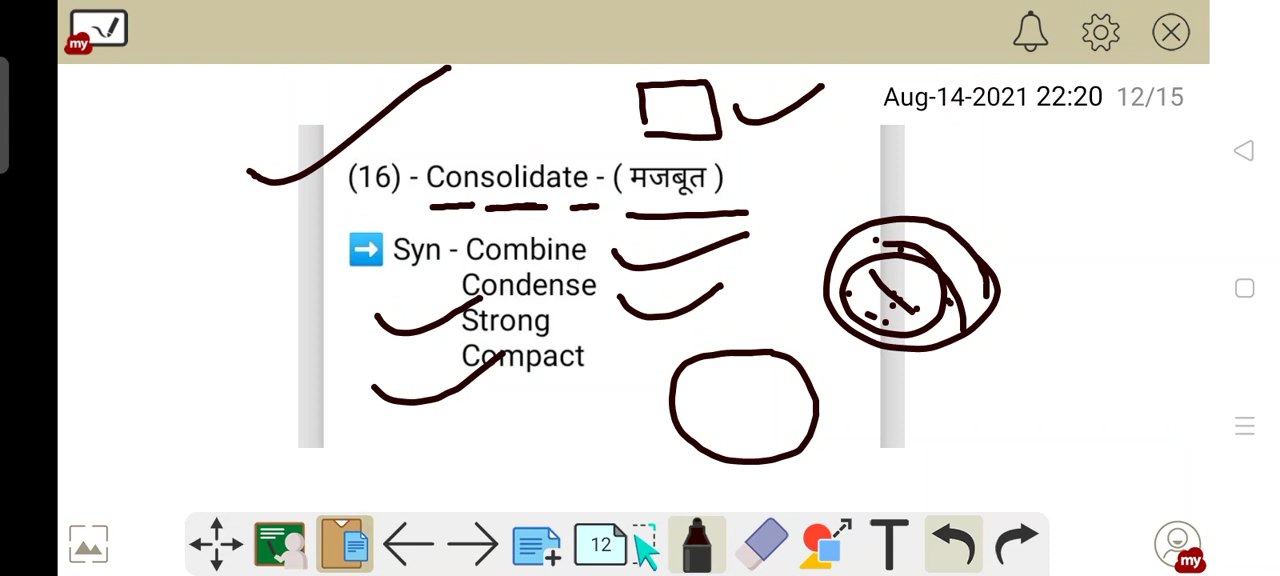 my
Aug-14-2021 22:20 12/15
(16) - Consolidate - ( मजबूत )
Syn - Combine
Condense
Strong
Compact
12
T
my